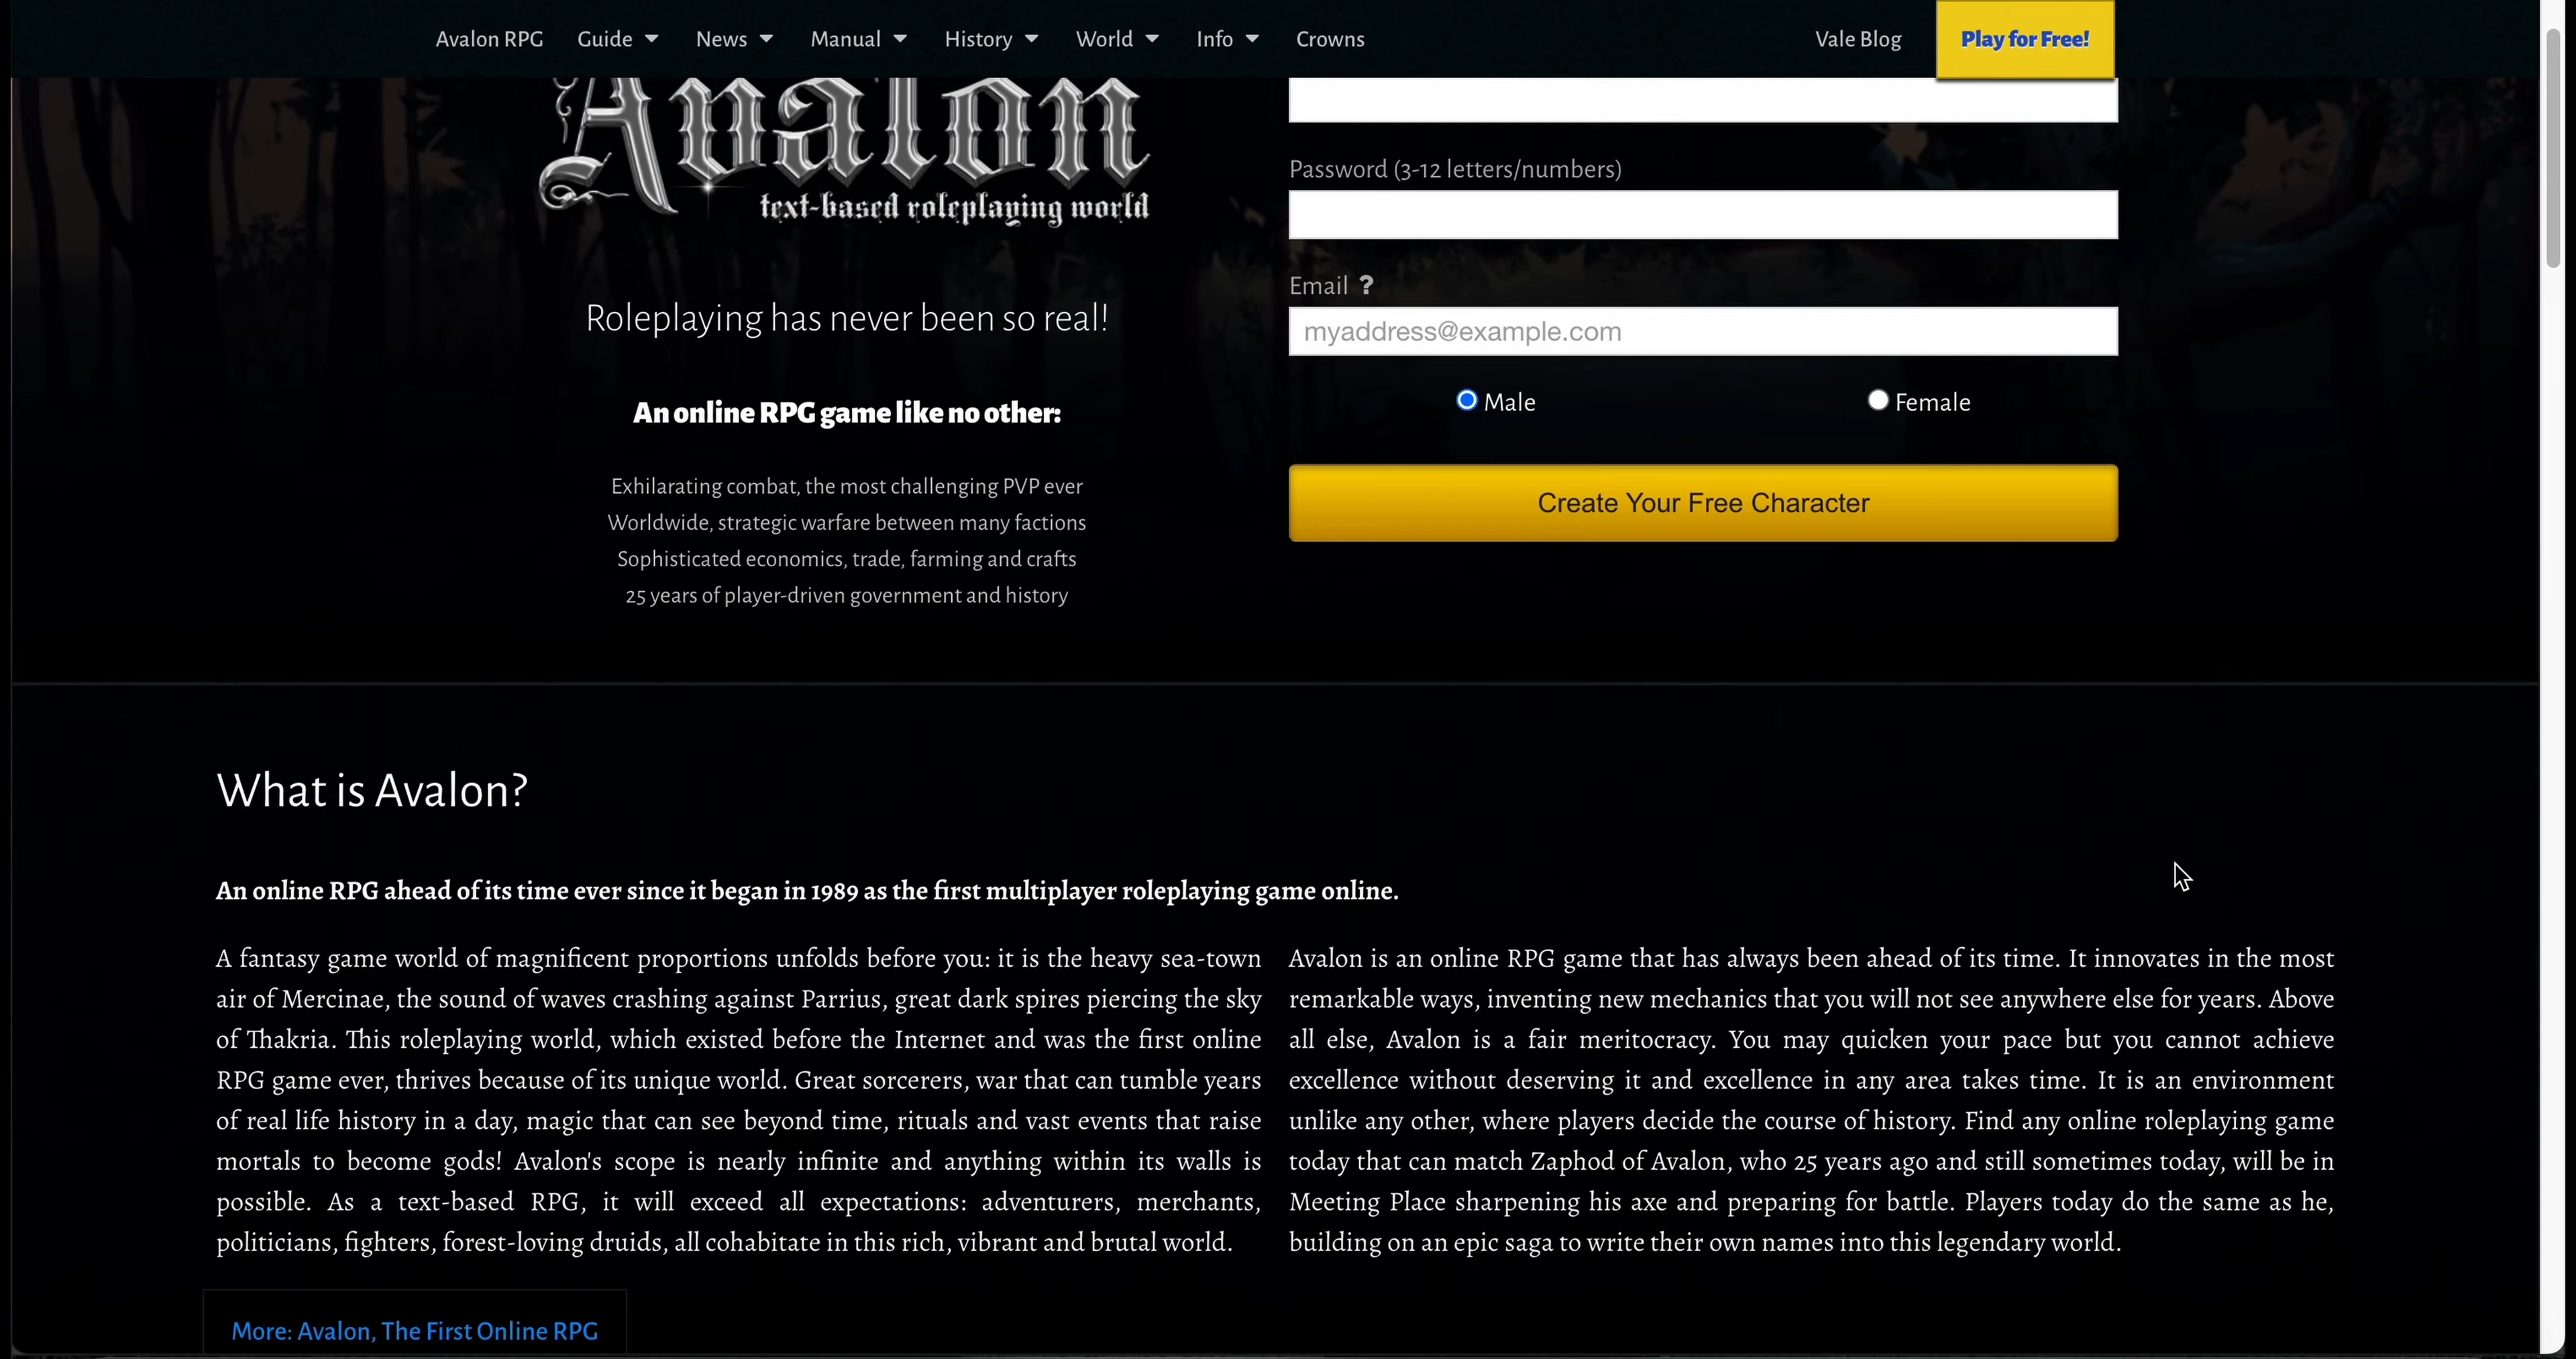 Avalon RPG Guide News Manual History World Info Crowns Vale Blog Play for Free!
Avalon
text-based roleplaying world
Roleplaying has never been so real!
An online RPG game like no other:
Exhilarating combat, the most challenging PVP ever
Worldwide, strategic warfare between many factions
Sophisticated economics, trade, farming and crafts
25 years of player-driven government and history
Password (3-12 letters/numbers)
Email ?
myaddress@example.com
Male Female
Create Your Free Character
What is Avalon?
An online RPG ahead of its time ever since it began in 1989 as the first multiplayer roleplaying game online.
A fantasy game world of magnificent proportions unfolds before you: it is the heavy sea-town
air of Mercinae, the sound of waves crashing against Parrius, great dark spires piercing the sky
of Thakria. This roleplaying world, which existed before the Internet and was the first online
RPG game ever, thrives because of its unique world. Great sorcerers, war that can tumble years
of real life history in a day, magic that can see beyond time, rituals and vast events that raise
mortals to become gods! Avalon's scope is nearly infinite and anything within its walls is
possible. As a text-based RPG, it will exceed all expectations: adventurers, merchants,
politicians, fighters, forest-loving druids, all cohabitate in this rich, vibrant and brutal world.
Avalon is an online RPG game that has always been ahead of its time. It innovates in the most
remarkable ways, inventing new mechanics that you will not see anywhere else for years. Above
all else, Avalon is a fair meritocracy. You may quicken your pace but you cannot achieve
excellence without deserving it and excellence in any area takes time. It is an environment
unlike any other, where players decide the course of history. Find any online roleplaying game
today that can match Zaphod of Avalon, who 25 years ago and still sometimes today, will be in
Meeting Place sharpening his axe and preparing for battle. Players today do the same as he,
building on an epic saga to write their own names into this legendary world.
More: Avalon, The First Online RPG